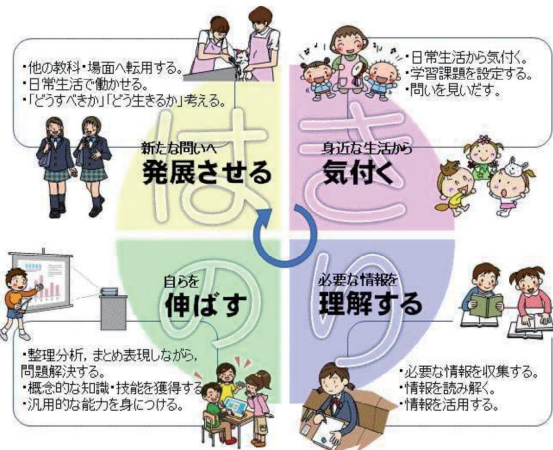 ・他の教科・場面へ転用する。
・日常生活で働かせる。
・「どうすべきか」「どう生きるか」考える。
は
新たな問いへ
発展させる
・日常生活から気付く。
・学習課題を設定する。
・問いを見いだす。
き
身近な生活から
気付く
の
自らを
伸ばす
・整理分析，まとめ表現しながら，
問題解決する。
・概念的な知識・技能を獲得する
・汎用的な能力を身につける。
り
必要な情報を
理解する
・必要な情報を収集する。
・情報を読み解く。
・情報を活用する。